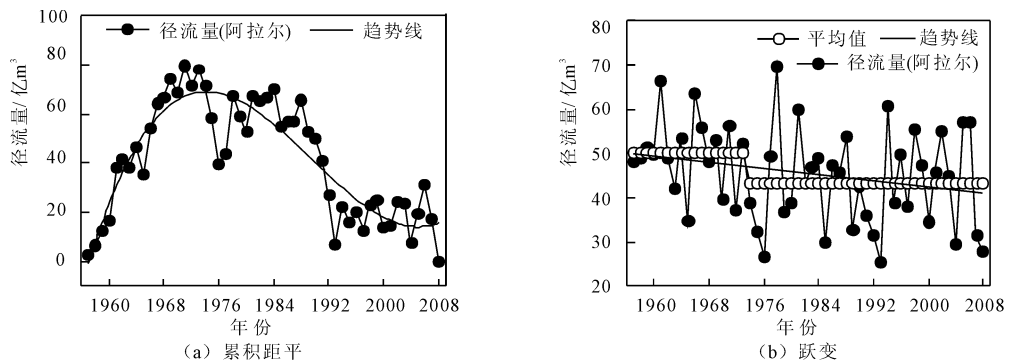 100
80
60
40
20
0
径流量/亿m³
径流量(阿拉尔) 趋势线
1960 1968 1976 1984 1992 2000 2008
年份
（a）累积距平
80
70
60
50
40
30
20
径流量/亿m³
平均值 趋势线
径流量(阿拉尔)
1960 1968 1976 1984 1992 2000 2008
年份
（b）跃变